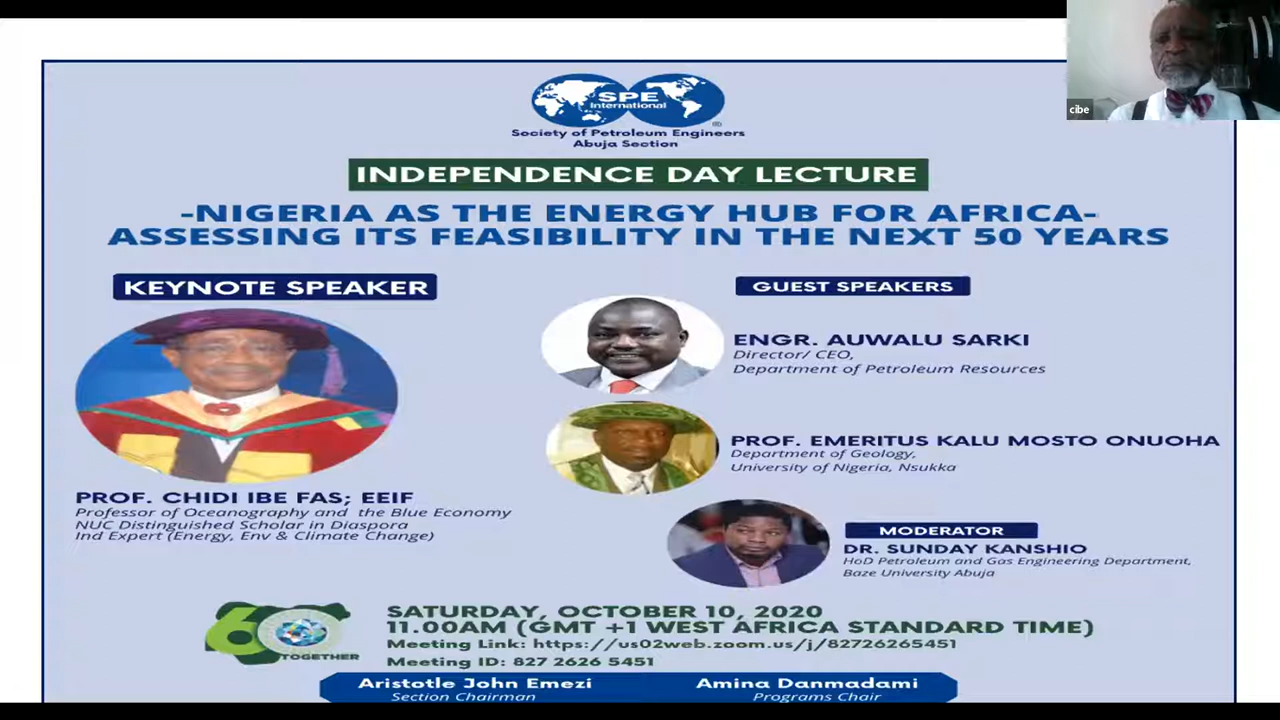 cibe
SPE
International
®
Society of Petroleum Engineers
Abuja Section
INDEPENDENCE DAY LECTURE
-NIGERIA AS THE ENERGY HUB FOR AFRICA-
ASSESSING ITS FEASIBILITY IN THE NEXT 50 YEARS
KEYNOTE SPEAKER
PROF. CHIDI IBE FAS; EEIF
Professor of Oceanography and the Blue Economy
NUC Distinguished Scholar in Diaspora
Ind Expert (Energy, Env & Climate Change)
GUEST SPEAKERS
ENGR. AUWALU SARKI
Director/ CEO,
Department of Petroleum Resources
PROF. EMERITUS KALU MOSTO ONUOHA
Department of Geology,
University of Nigeria, Nsukka
MODERATOR
DR. SUNDAY KANSHIO
HoD Petroleum and Gas Engineering Department,
Baze University Abuja
60
TOGETHER
SATURDAY, OCTOBER 10, 2020
11.00AM (GMT +1 WEST AFRICA STANDARD TIME)
Meeting Link: https://us02web.zoom.us/j/82726265451
Meeting ID: 827 2626 5451
Aristotle John Emezi
Section Chairman
Amina Danmadami
Programs Chair